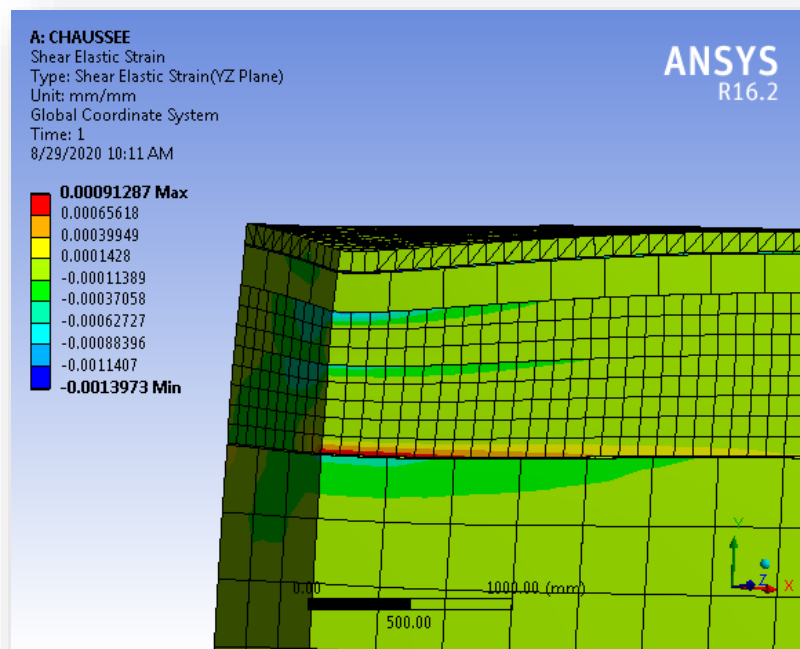 A: CHAUSSEE
Shear Elastic Strain
Type: Shear Elastic Strain(YZ Plane)
Unit: mm/mm
Global Coordinate System
Time: 1
8/29/2020 10:11 AM
ANSYS
R16.2
0.00091287 Max
0.00065618
0.00039949
0.0001428
-0.00011389
-0.00037058
-0.00062727
-0.00088396
-0.0011407
-0.0013973 Min
Y
Z
X
0.00
1000.00 (mm)
500.00